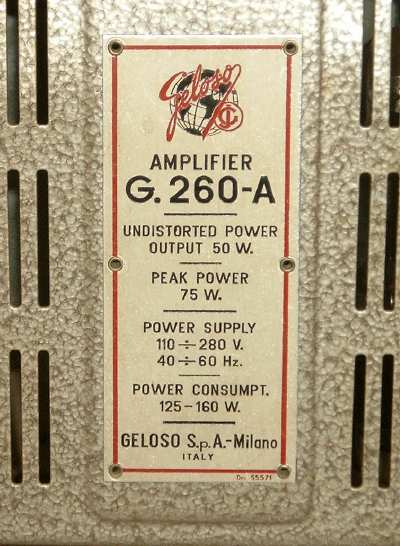 Geloso
AMPLIFIER
G. 260-A
UNDISTORTED POWER
OUTPUT 50 W.
PEAK POWER
75 W.
POWER SUPPLY
110 ÷ 280 V.
40 ÷ 60 Hz.
POWER CONSUMPT.
125-160 W.
GELOSO S.p.A.-Milano
ITALY
55571